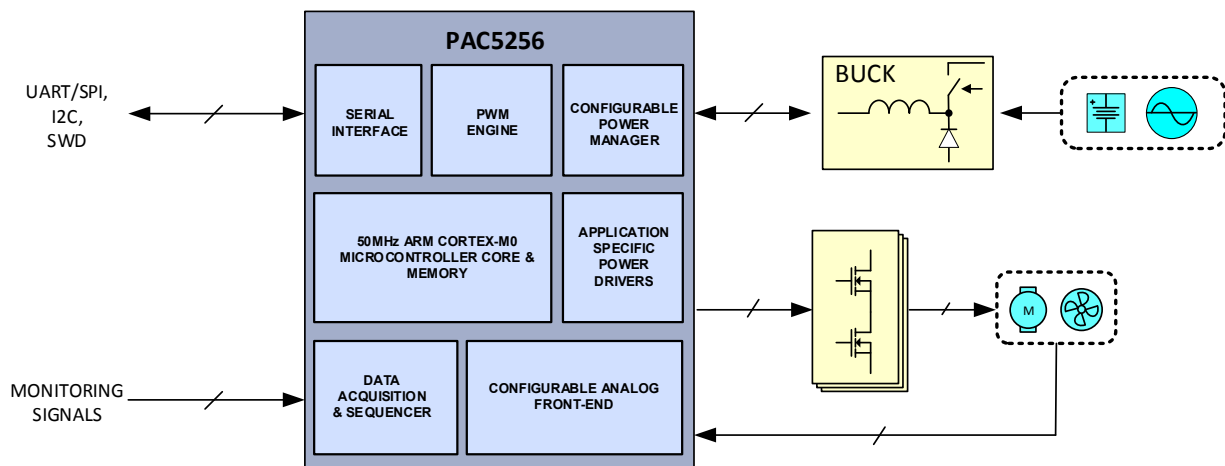 PAC5256
UART/SPI,
I2C,
SWD
SERIAL
INTERFACE
PWM
ENGINE
CONFIGURABLE
POWER
MANAGER
BUCK
50MHz ARM CORTEX-M0
MICROCONTROLLER CORE &
MEMORY
APPLICATION
SPECIFIC
POWER
DRIVERS
M
MONITORING
SIGNALS
DATA
ACQUISITION
& SEQUENCER
CONFIGURABLE ANALOG
FRONT-END